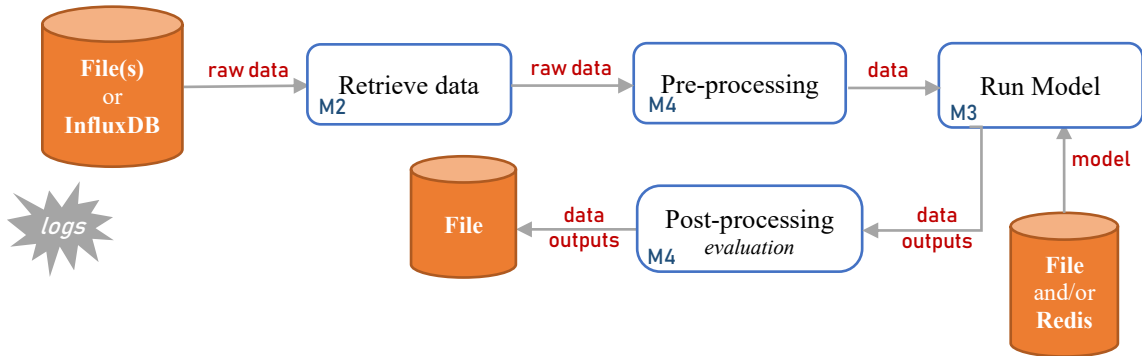 File(s)
or
InfluxDB
raw data
Retrieve data
M2
raw data
Pre-processing
M4
data
Run Model
M3
model
File
and/or
Redis
data
outputs
Post-processing
evaluation
M4
data
outputs
File
logs